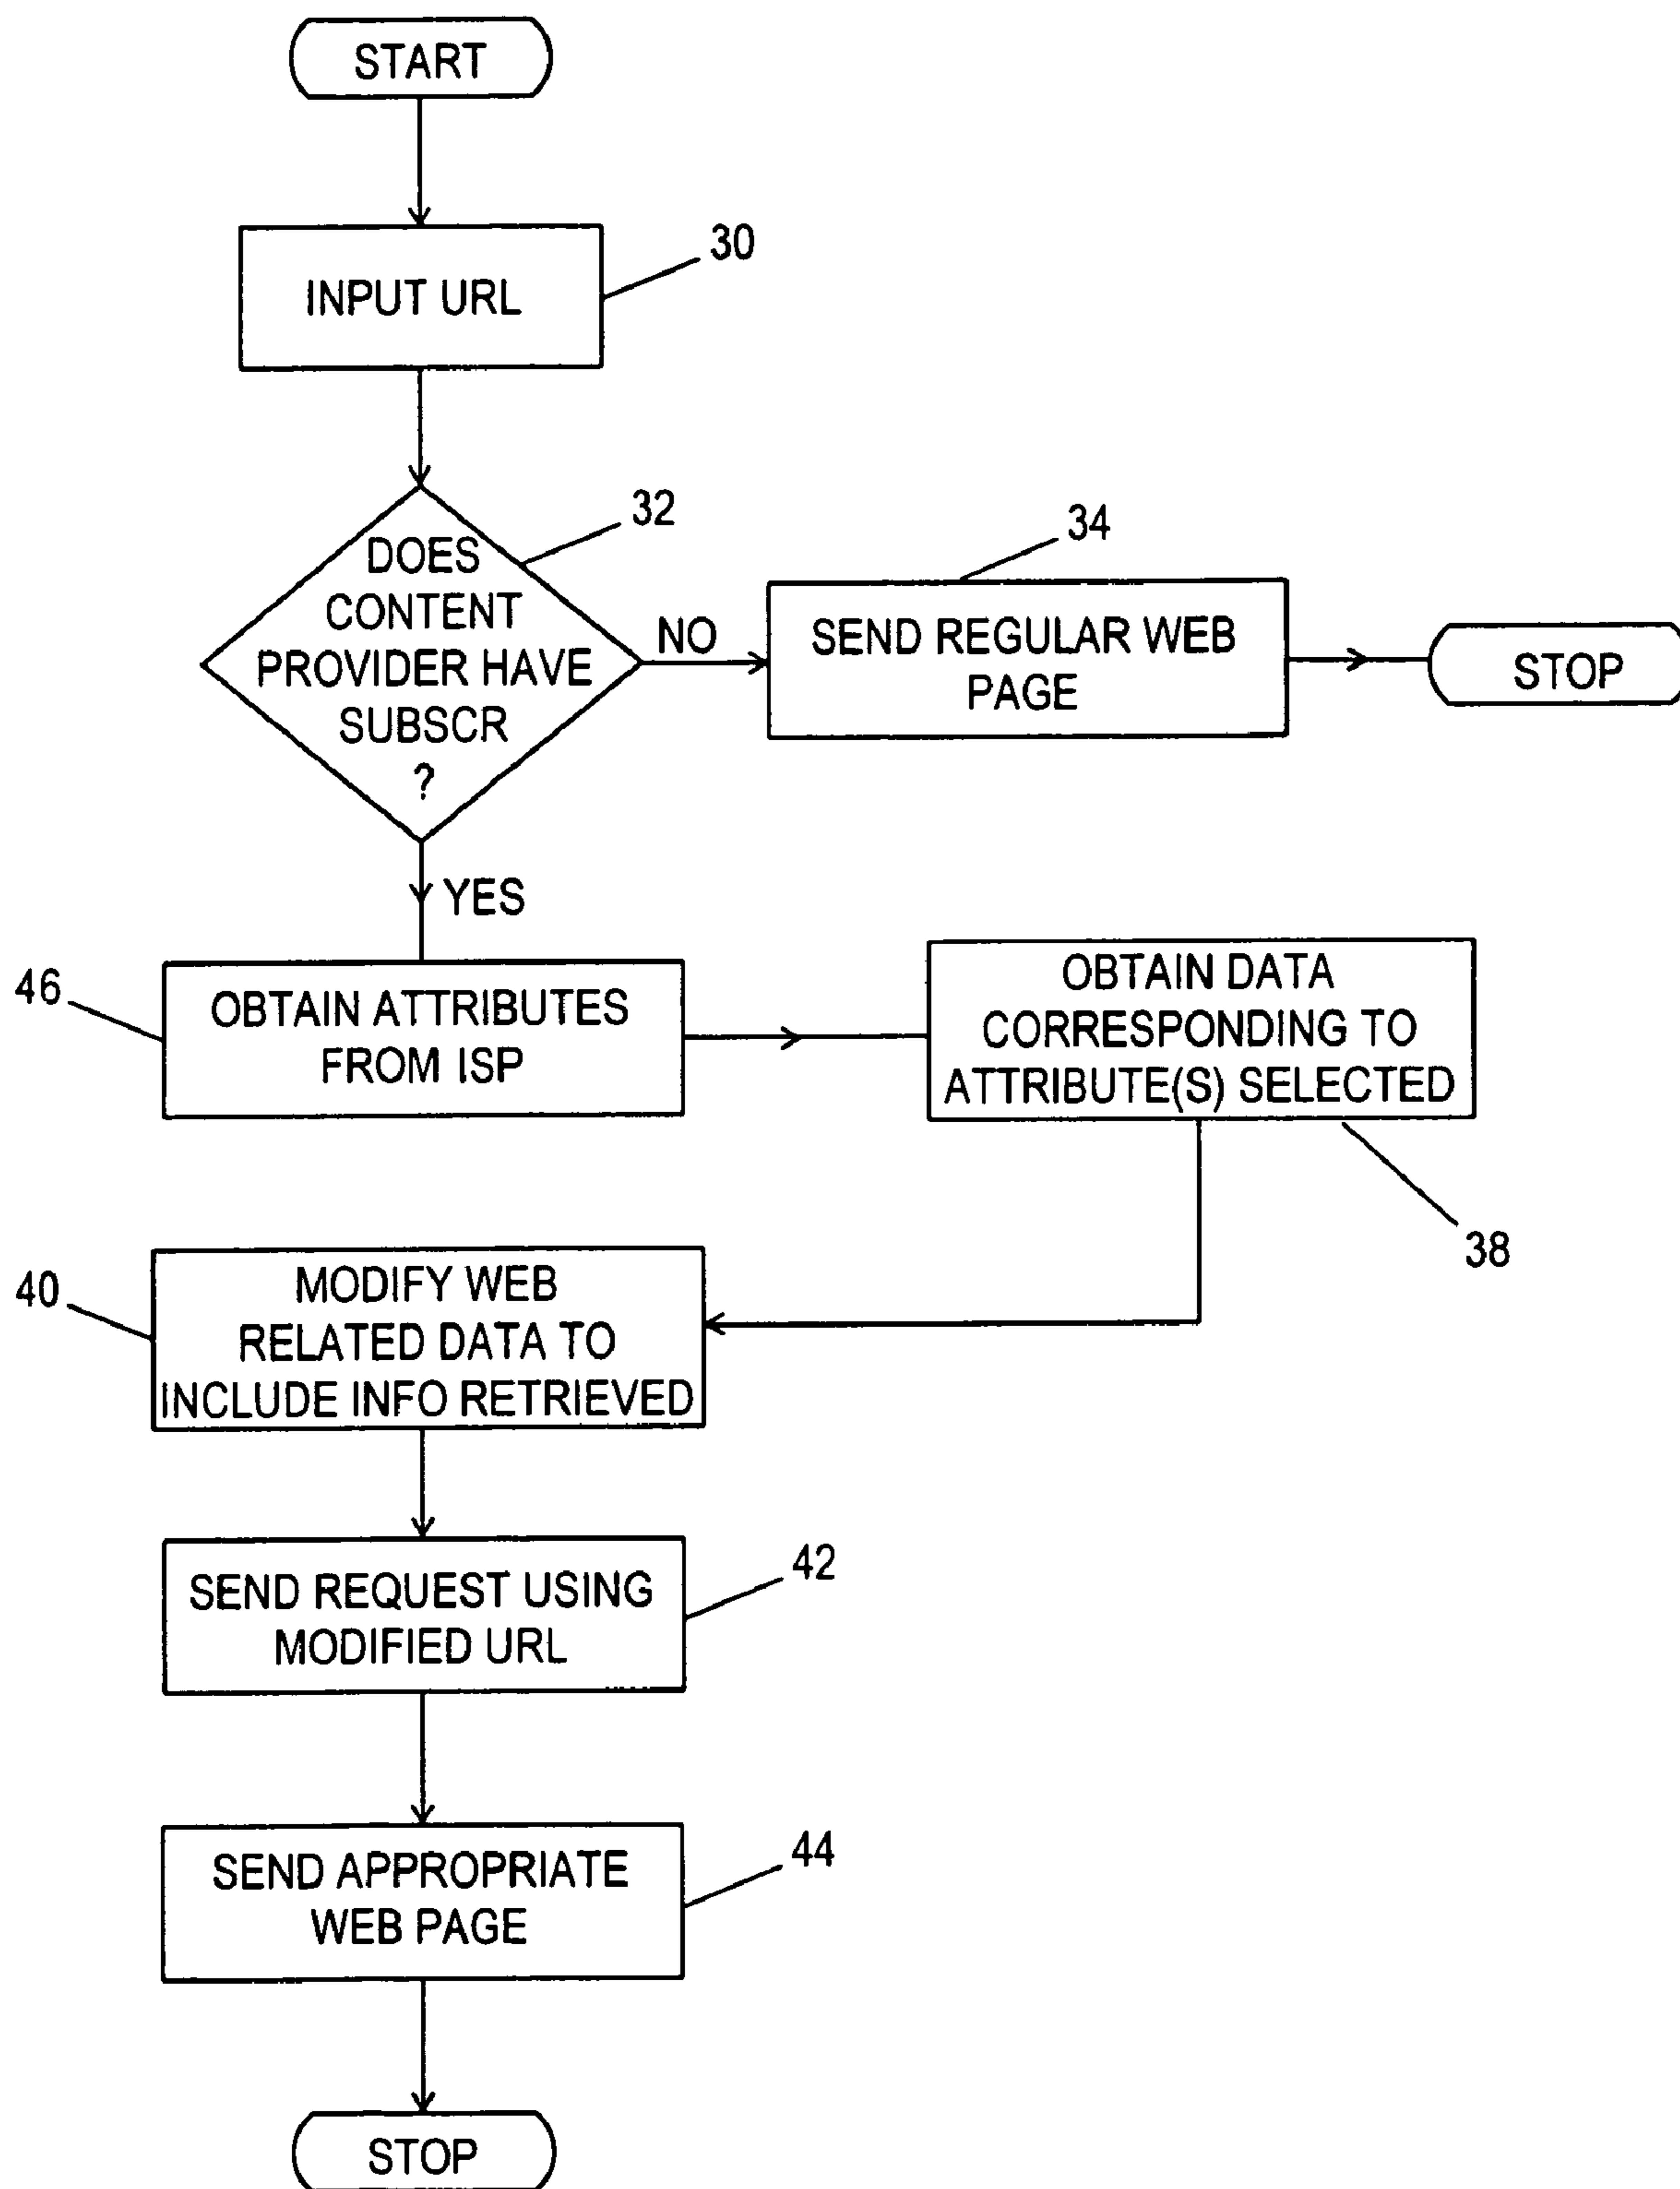 START
30
INPUT URL
32
DOES
CONTENT
PROVIDER HAVE
SUBSCR
?
NO
34
SEND REGULAR WEB
PAGE
STOP
YES
46
OBTAIN ATTRIBUTES
FROM ISP
OBTAIN DATA
CORRESPONDING TO
ATTRIBUTE(S) SELECTED
38
40
MODIFY WEB
RELATED DATA TO
INCLUDE INFO RETRIEVED
42
SEND REQUEST USING
MODIFIED URL
44
SEND APPROPRIATE
WEB PAGE
STOP